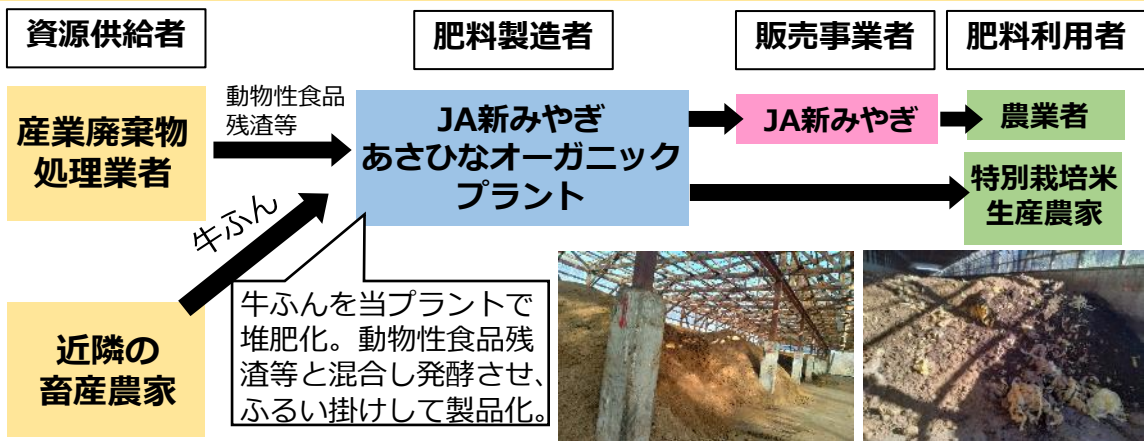 資源供給者
肥料製造者
販売事業者
肥料利用者
産業廃棄物
処理業者
動物性食品
残渣等
JA新みやぎ
あさひなオーガニック
プラント
JA新みやぎ
農業者
特別栽培米
生産農家
牛ふん
近隣の
畜産農家
牛ふんを当プラントで
堆肥化。動物性食品残
渣等と混合し発酵させ、
ふるい掛けして製品化。